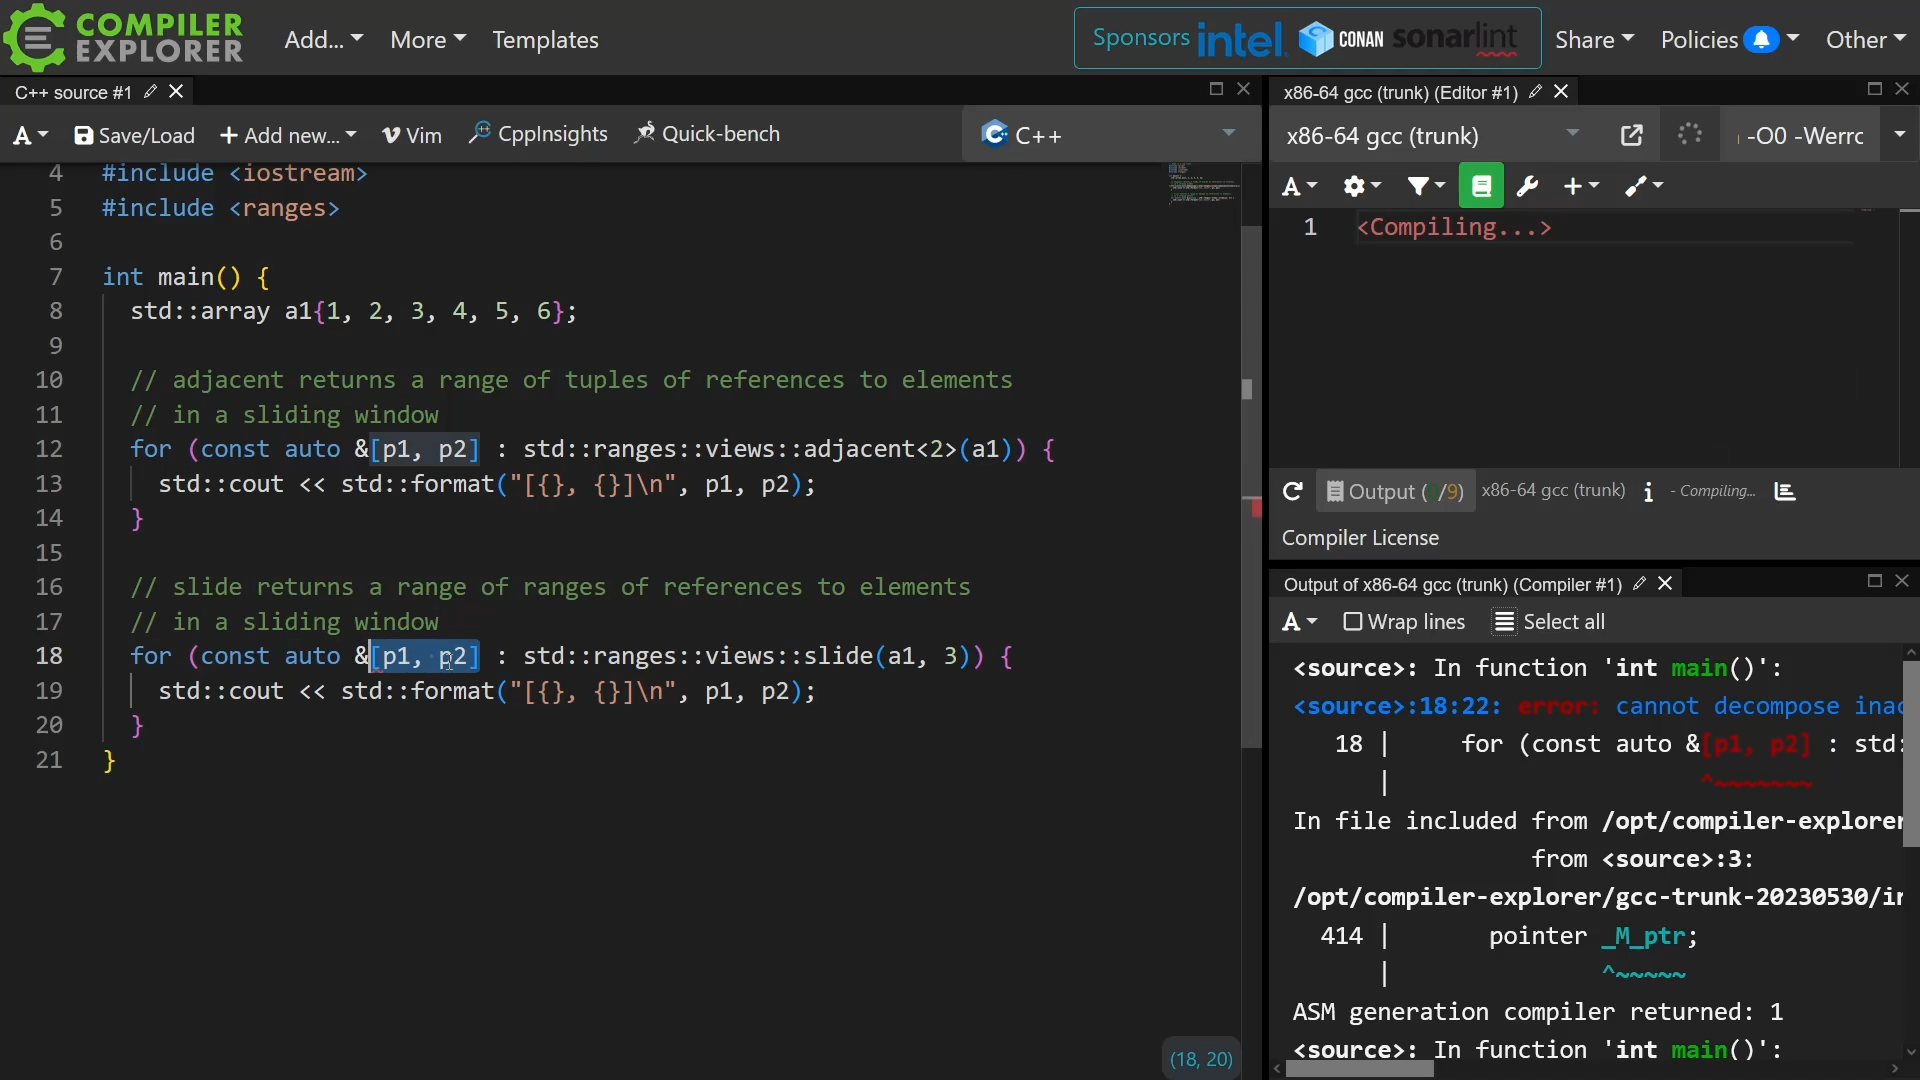 COMPILER
EXPLORER
Add...
More
Templates
Sponsors intel CONAN sonarlint
Share
Policies
Other
C++ source #1
A
Save/Load
Add new...
Vim
CppInsights
Quick-bench
C++
4 #include <iostream>
5 #include <ranges>
6
7 int main() {
8 std::array a1{1, 2, 3, 4, 5, 6};
9
10 // adjacent returns a range of tuples of references to elements
11 // in a sliding window
12 for (const auto &[p1, p2] : std::ranges::views::adjacent<2>(a1)) {
13 std::cout << std::format("[{}, {}]\n", p1, p2);
14 }
15
16 // slide returns a range of ranges of references to elements
17 // in a sliding window
18 for (const auto &[p1, p2] : std::ranges::views::slide(a1, 3)) {
19 std::cout << std::format("[{}, {}]\n", p1, p2);
20 }
21 }
(18, 20)
x86-64 gcc (trunk) (Editor #1)
x86-64 gcc (trunk)
-O0 -Werrc
A
1 <Compiling...>
Output ( /9) x86-64 gcc (trunk) i - Compiling...
Compiler License
Output of x86-64 gcc (trunk) (Compiler #1)
A
Wrap lines
Select all
<source>: In function 'int main()':
<source>:18:22: error: cannot decompose inac
18 | for (const auto &[p1, p2] : std:
| ^~~~~~~~
In file included from /opt/compiler-explorer
from <source>:3:
/opt/compiler-explorer/gcc-trunk-20230530/in
414 | pointer _M_ptr;
| ^~~~~~
ASM generation compiler returned: 1
<source>: In function 'int main()':